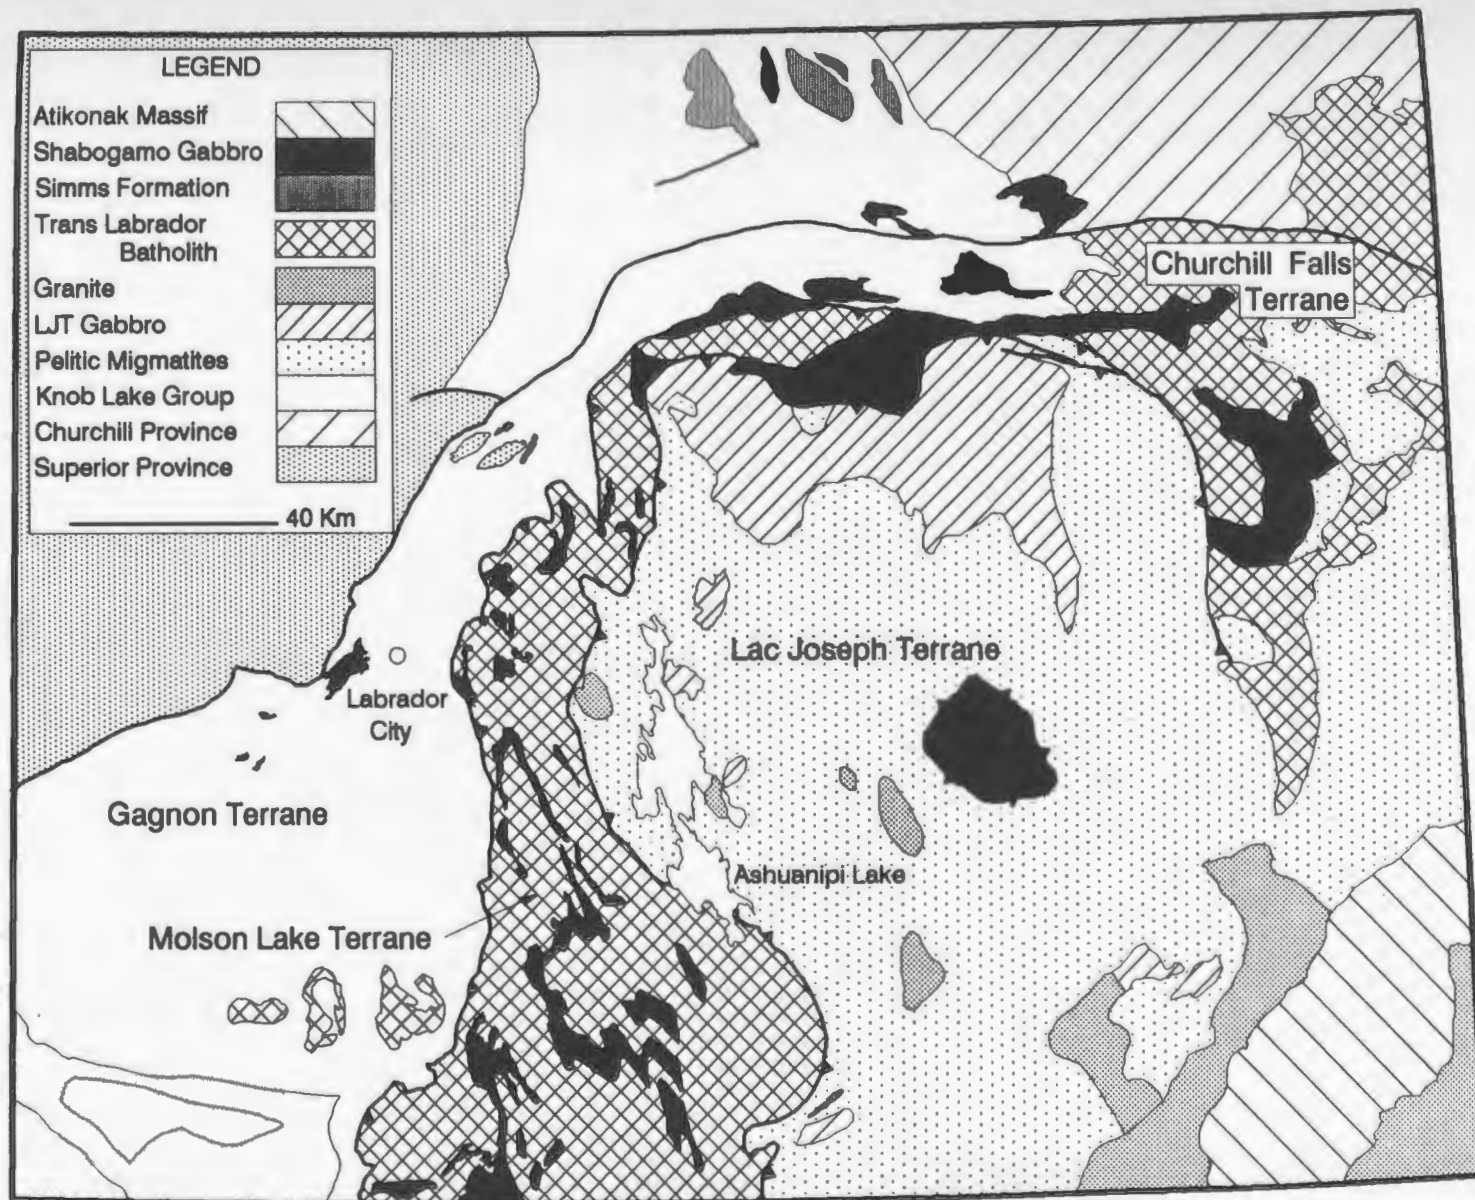 LEGEND
Atikonak Massif
Shabogamo Gabbro
Simms Formation
Trans Labrador
Batholith
Granite
LJT Gabbro
Pelitic Migmatites
Knob Lake Group
Churchill Province
Superior Province
40 Km
Churchill Falls
Terrane
Lac Joseph Terrane
Labrador
City
Gagnon Terrane
Ashuanipi Lake
Molson Lake Terrane